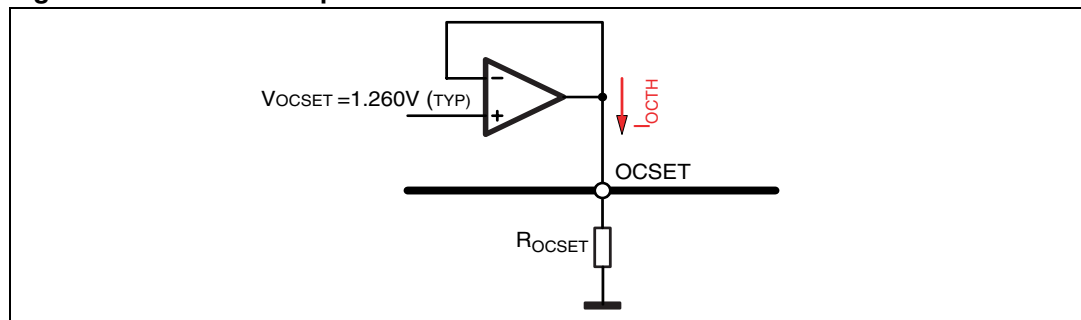 VOCSET =1.260V (TYP)
−
+
IOCTH
OCSET
ROCSET